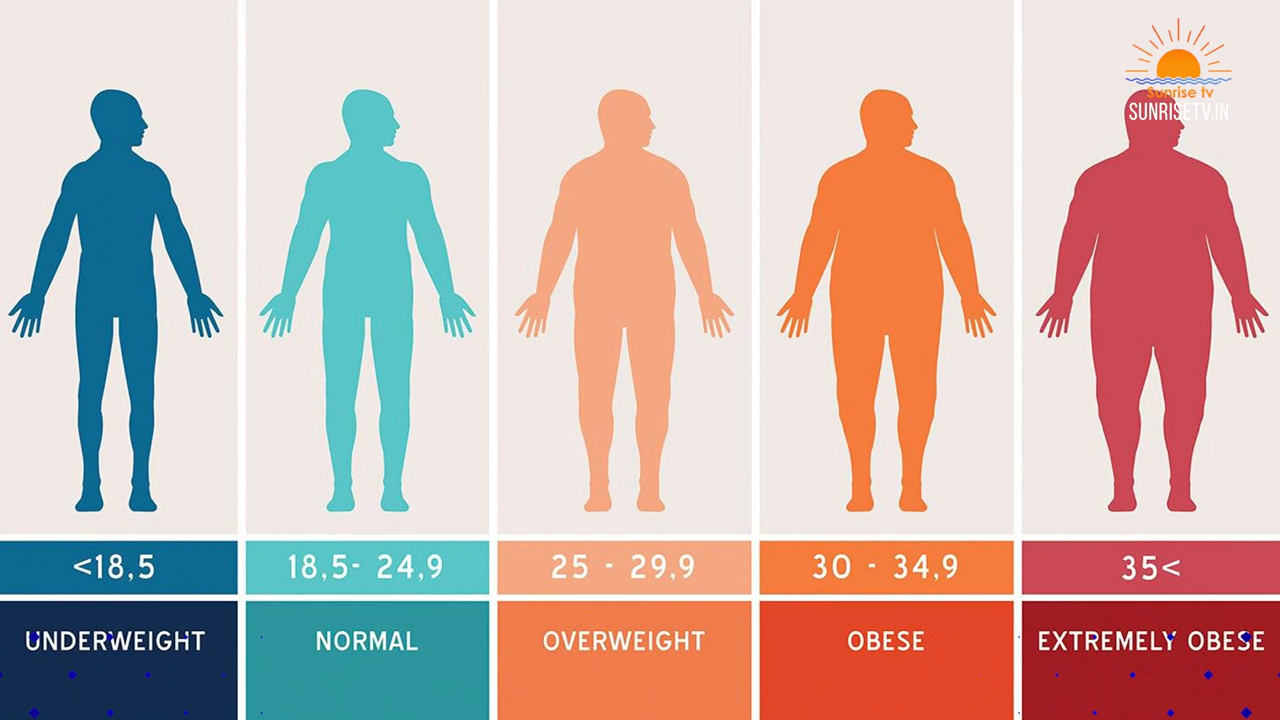 Sunrise tv
SUNRISETV.IN
<18,5
18,5- 24,9
25 - 29,9
30 - 34,9
35<
UNDERWEIGHT
NORMAL
OVERWEIGHT
OBESE
EXTREMELY OBESE